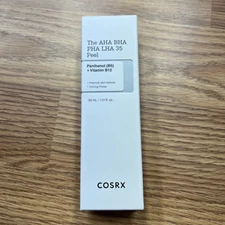 The AHA BHA
PHA LHA 35
Peel
Panthenol (B5)
+ Vitamin B12
COSRX